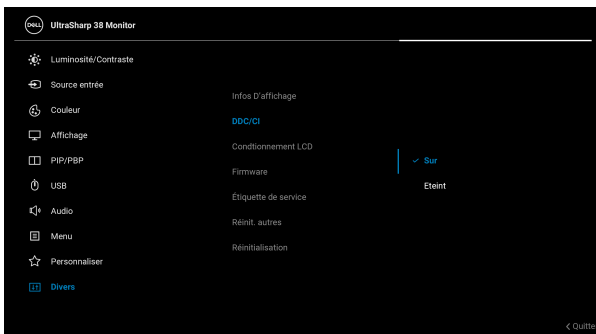 DELL
UltraSharp 38 Monitor
Luminosité/Contraste
Source entrée
Couleur
Affichage
PIP/PBP
USB
Audio
Menu
Personnaliser
Divers
Infos D'affichage
DDC/CI
Condtionnement LCD
Firmware
Étiquette de service
Réinit. autres
Réinitialisation
Sur
Eteint
Quitte